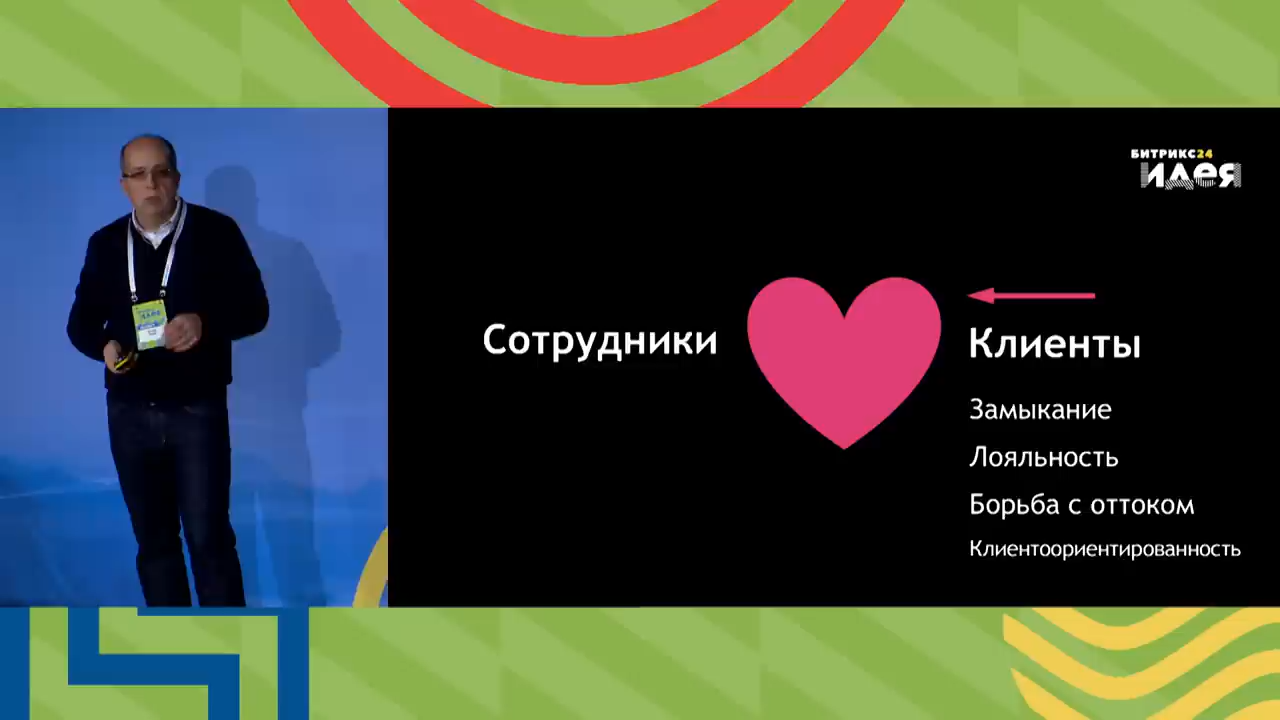 БИТРИКС24
идея
Сотрудники
Клиенты
Замыкание
Лояльность
Борьба с оттоком
Клиентоориентированность